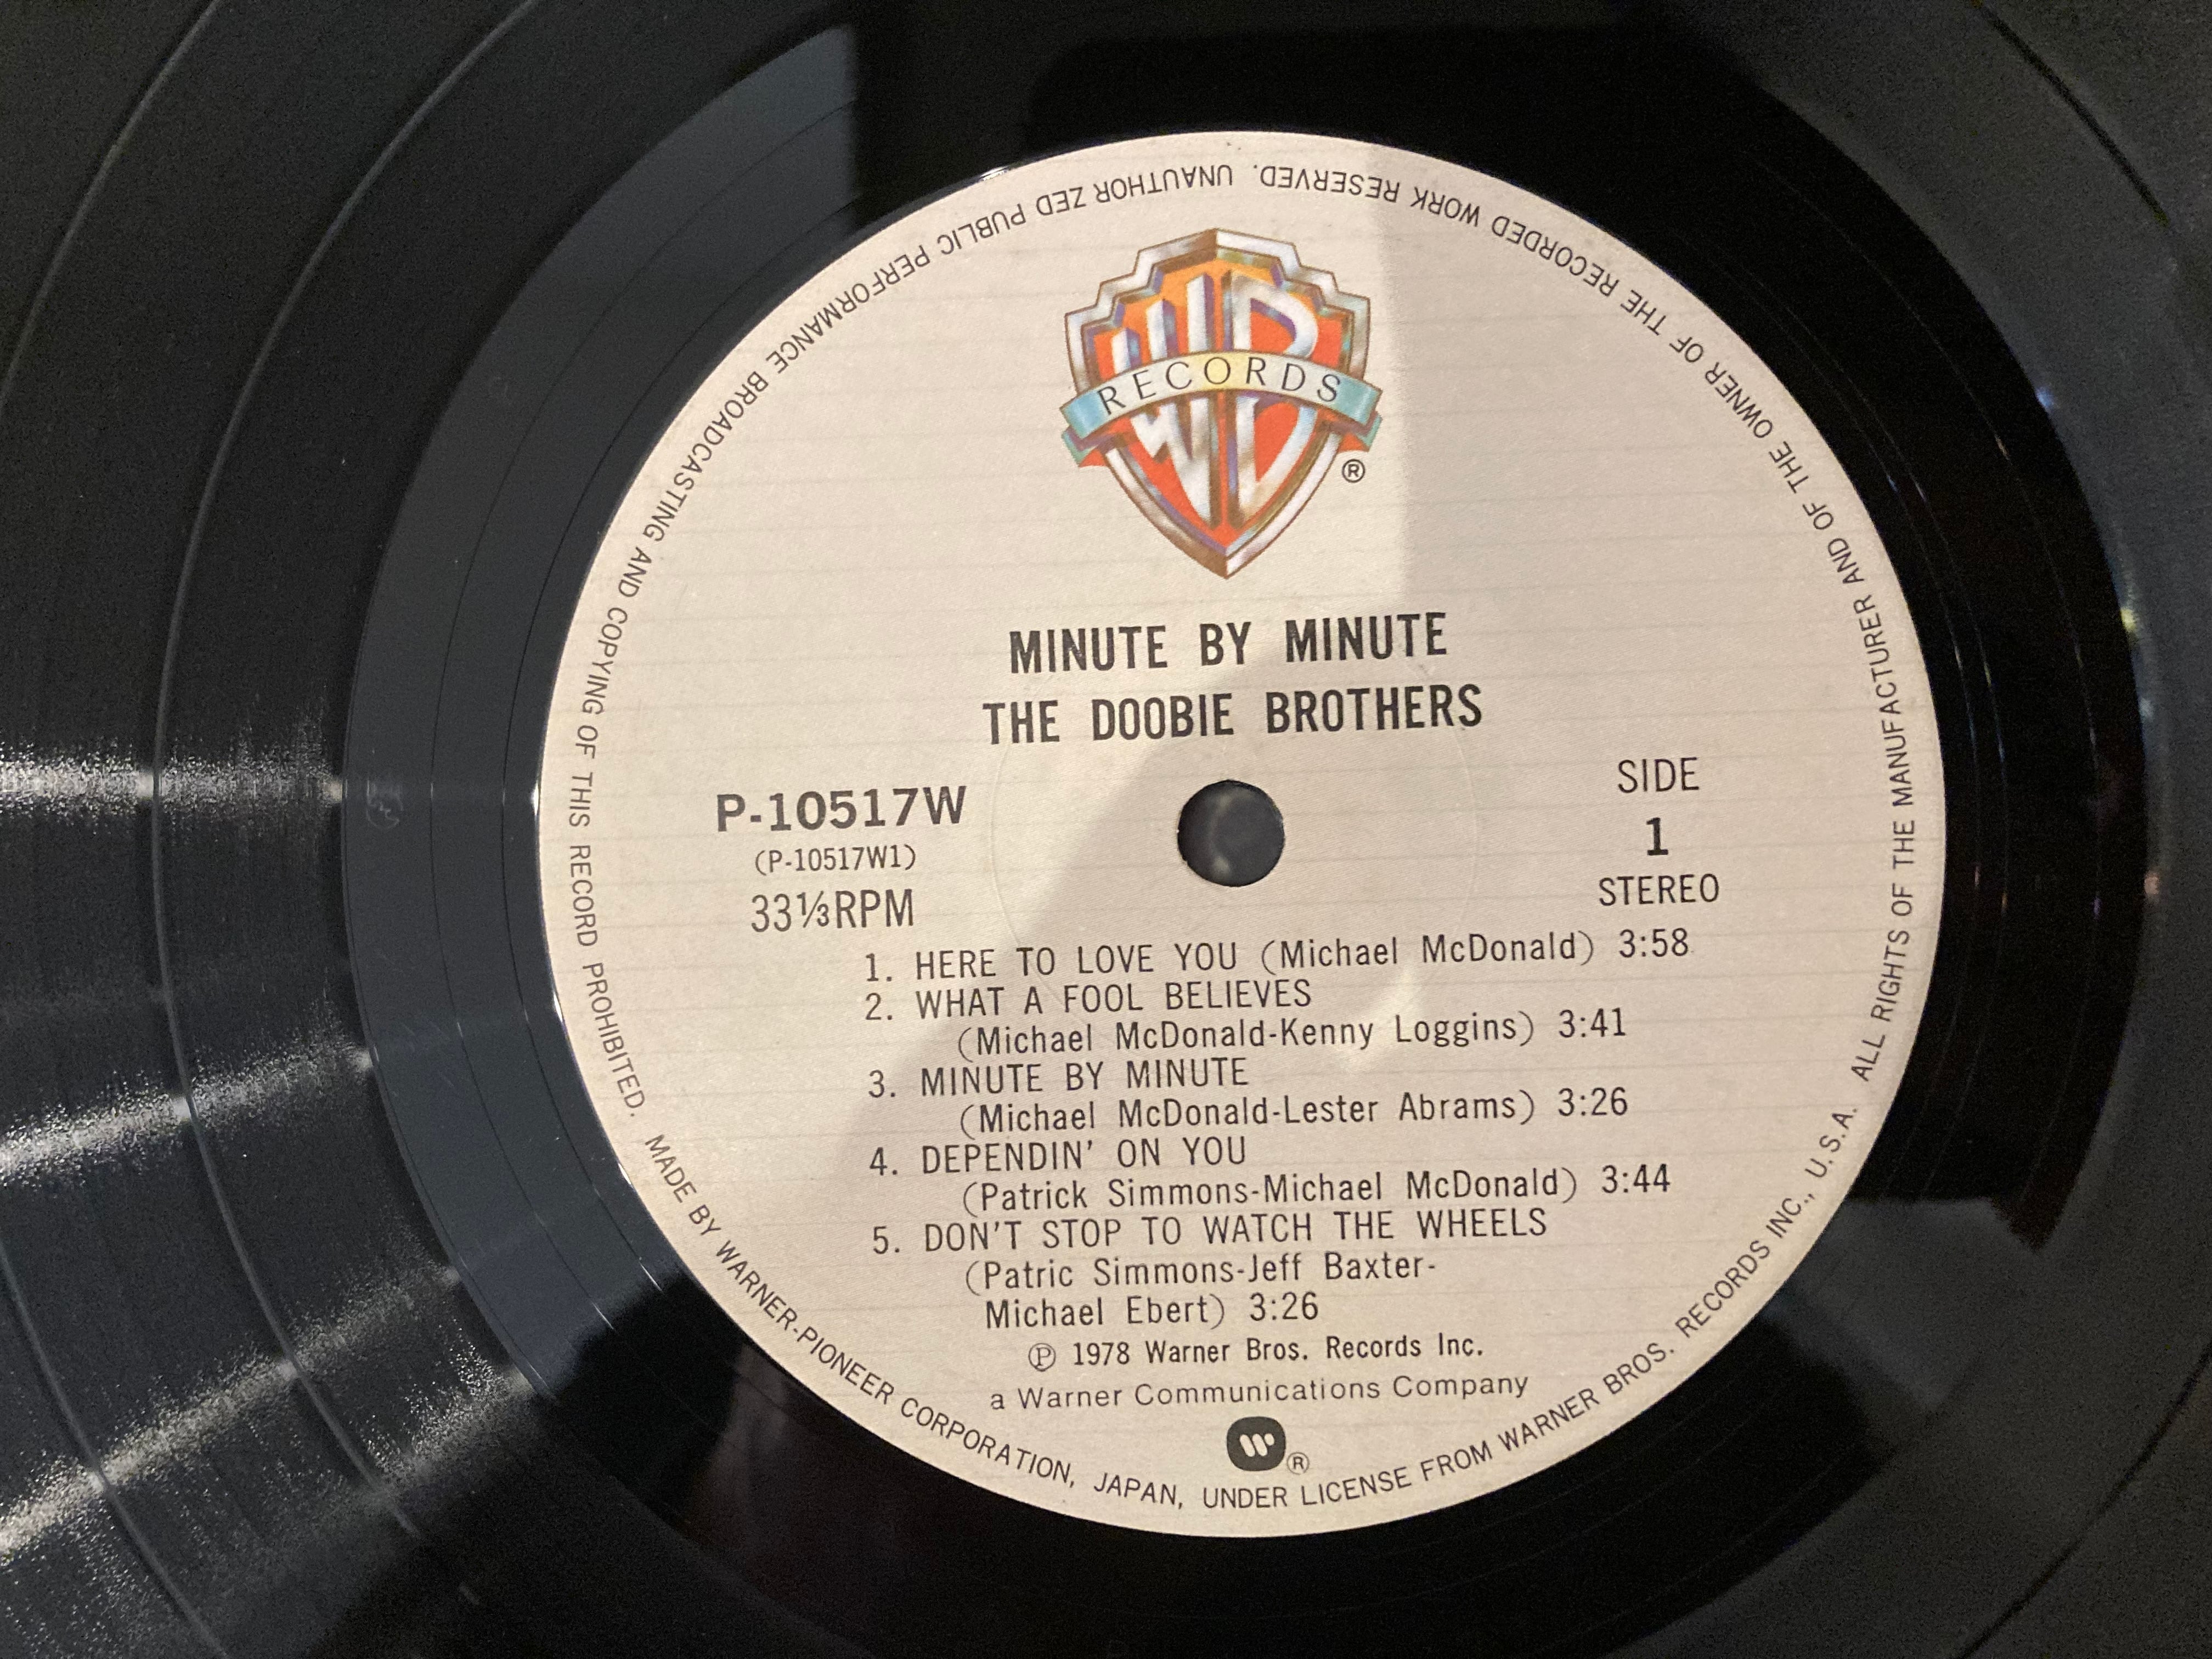 WB
RECORDS
®
MINUTE BY MINUTE
THE DOOBIE BROTHERS
P-10517W
(P-10517W1)
33⅓RPM
SIDE
1
STEREO
1. HERE TO LOVE YOU (Michael McDonald) 3:58
2. WHAT A FOOL BELIEVES
(Michael McDonald-Kenny Loggins) 3:41
3. MINUTE BY MINUTE
(Michael McDonald-Lester Abrams) 3:26
4. DEPENDIN' ON YOU
(Patrick Simmons-Michael McDonald) 3:44
5. DON'T STOP TO WATCH THE WHEELS
(Patric Simmons-Jeff Baxter-
Michael Ebert) 3:26
℗ 1978 Warner Bros. Records Inc.
a Warner Communications Company
®
MADE BY WARNER-PIONEER CORPORATION, JAPAN, UNDER LICENSE FROM WARNER BROS. RECORDS INC., U.S.A. ALL RIGHTS OF THE MANUFACTURER AND OF THE OWNER OF THE RECORDED WORK RESERVED. UNAUTHOR ZED PUBLIC PERFORMANCE BROADCASTING AND COPYING OF THIS RECORD PROHIBITED.